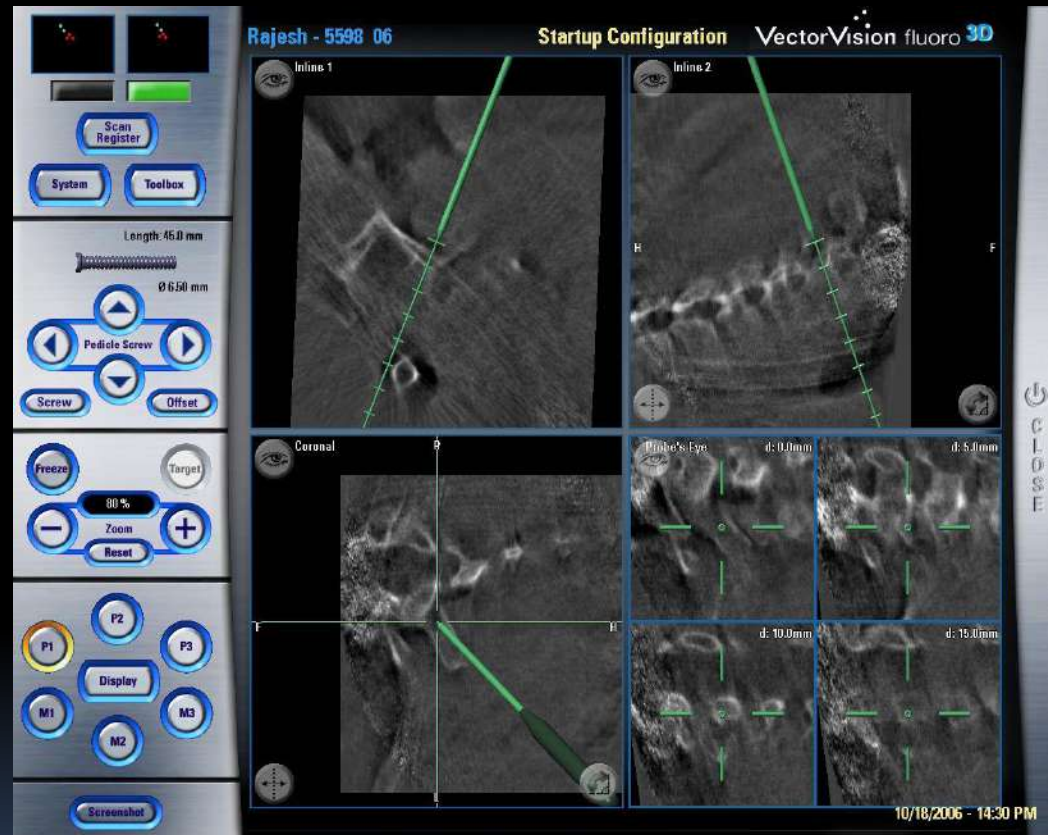 Rajesh - 5598 06
Startup Configuration
VectorVision fluoro 3D
Scan
Register
System
Toolbox
Length: 45.0 mm
Ø 6.50 mm
Pedicle Screw
Screw
Offset
Freeze
Target
80 %
Zoom
Reset
P2
P1
P3
Display
M1
M3
M2
Screenshot
Inline 1
Inline 2
H
F
Coronal
R
F
H
L
Probe's Eye
d: 0.0mm
d: 5.0mm
d: 10.0mm
d: 15.0mm
CLOSE
10/18/2006 - 14:30 PM